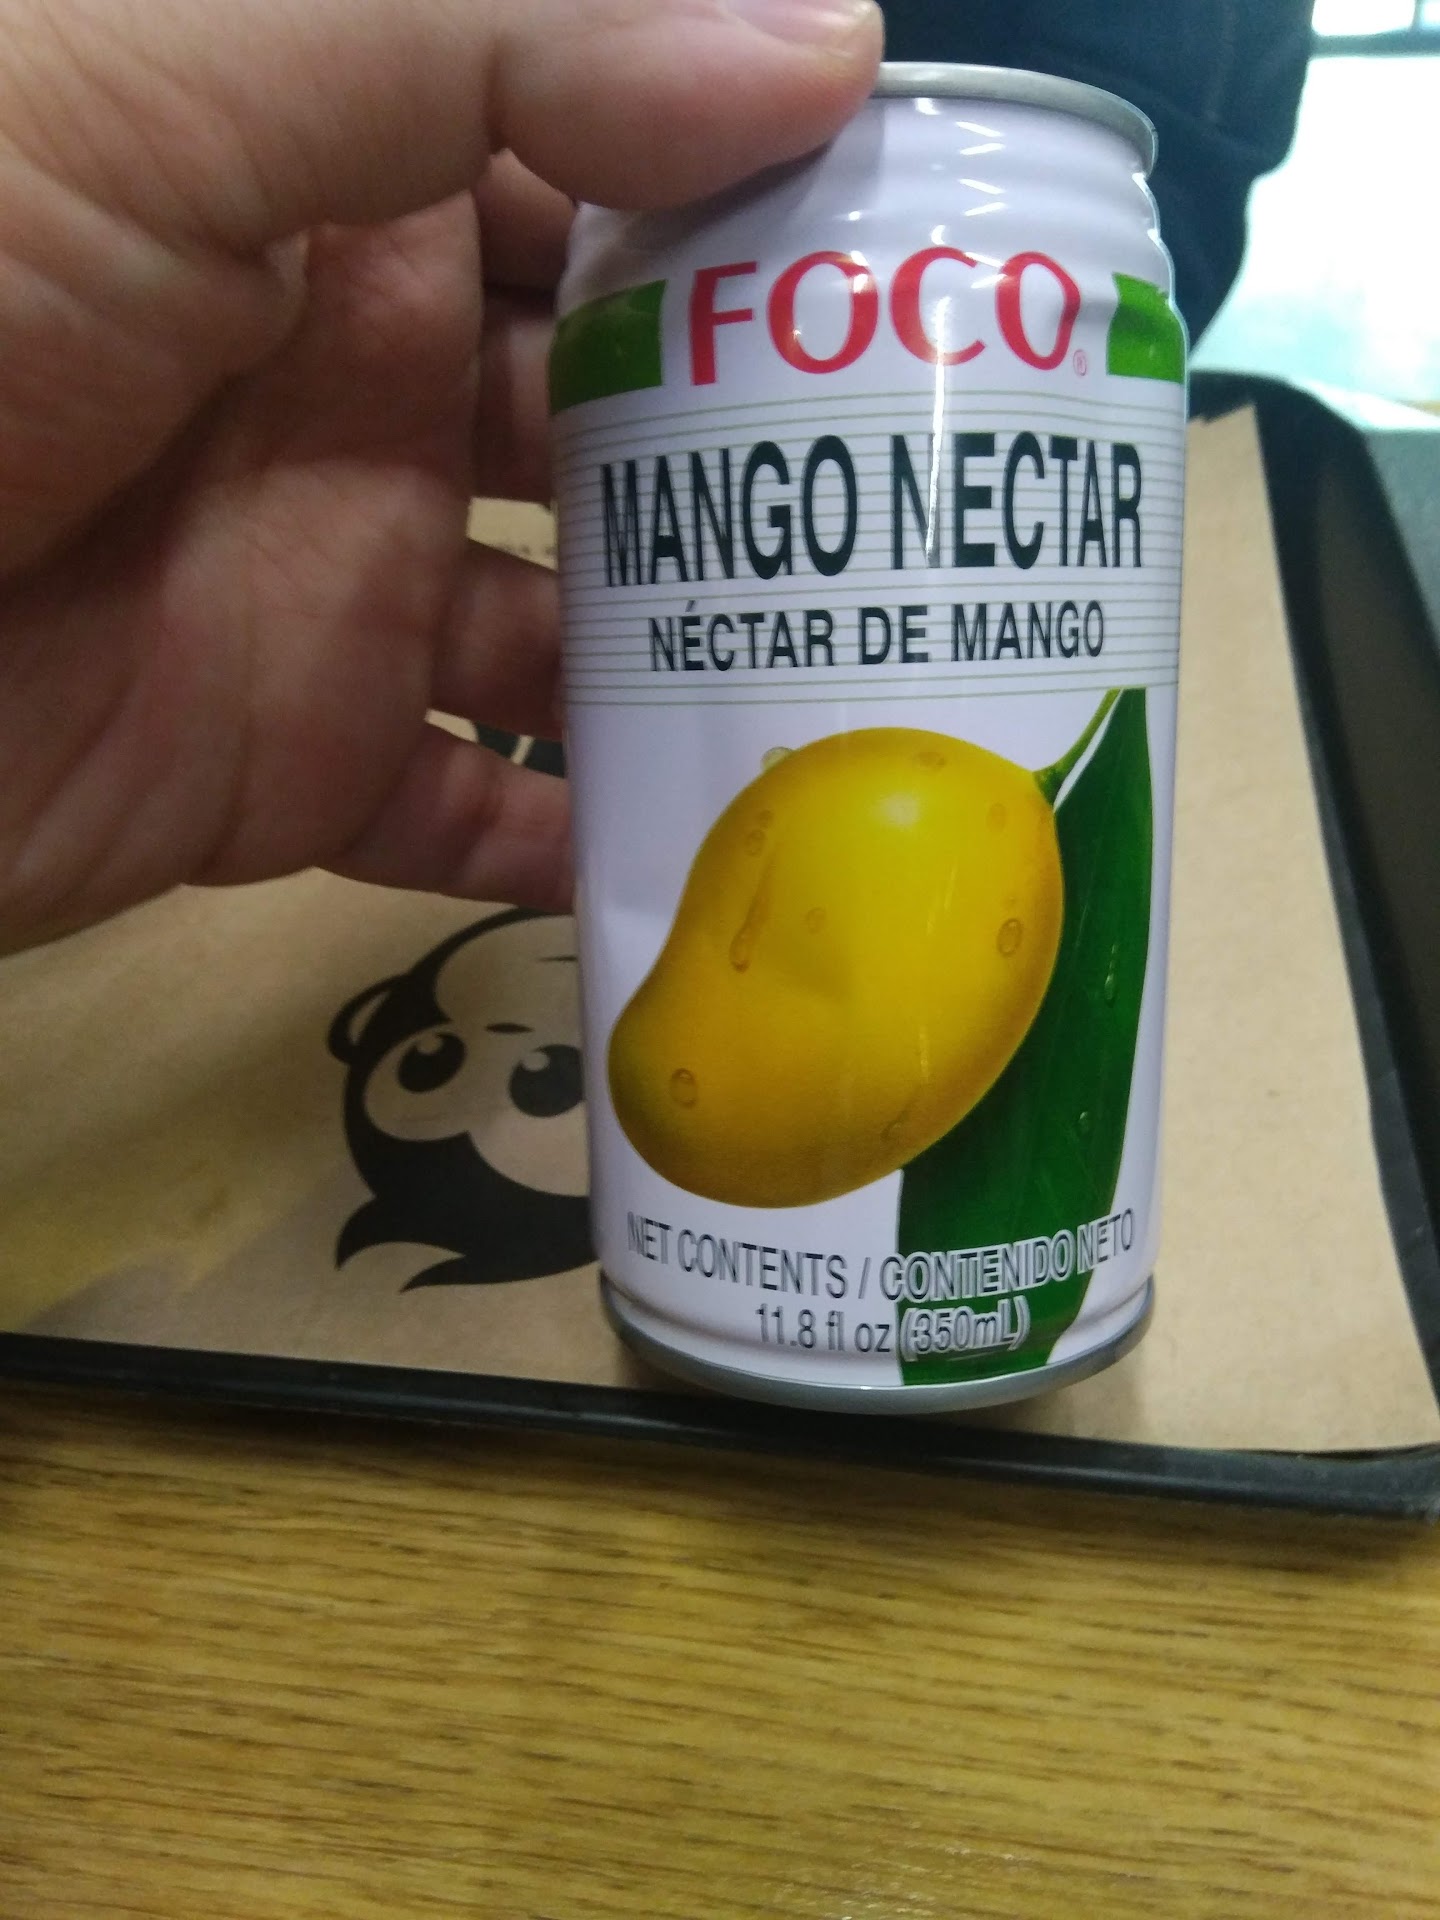 FOCO®
MANGO NECTAR
NÉCTAR DE MANGO
NET CONTENTS / CONTENIDO NETO
11.8 fl oz (350mL)